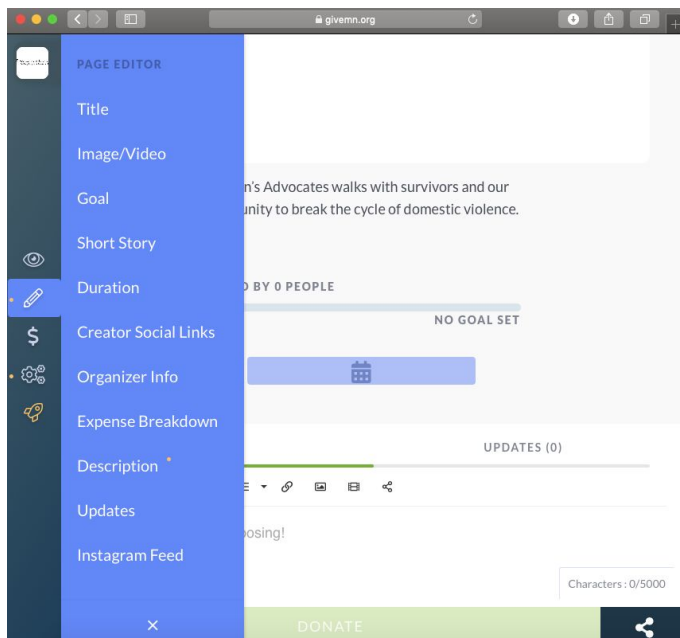 givemn.org
PAGE EDITOR
Title
Image/Video
Goal
Short Story
Duration
Creator Social Links
Organizer Info
Expense Breakdown
Description
Updates
Instagram Feed
n's Advocates walks with survivors and our
unity to break the cycle of domestic violence.
BY 0 PEOPLE
NO GOAL SET
UPDATES (0)
osing!
Characters : 0/5000
DONATE